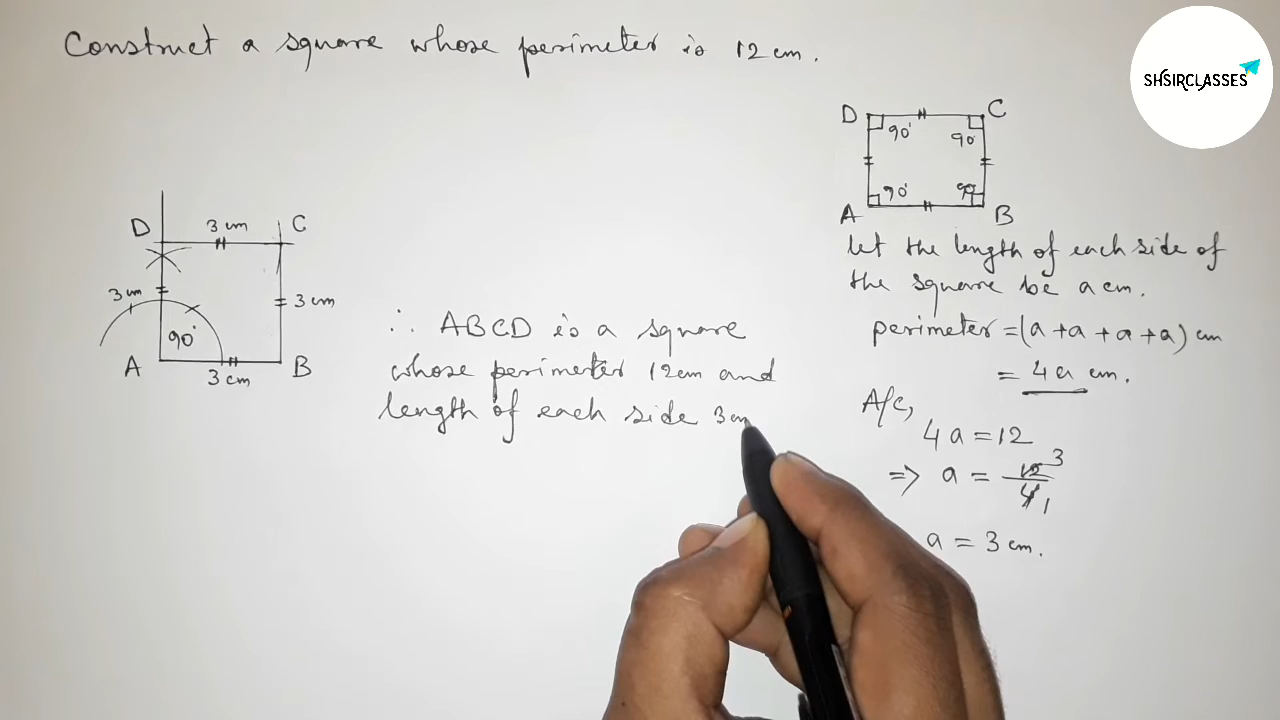 Construct a square whose perimeter is 12 cm.
SHSIRCLASSES
D C
90° 90
90° 90
A B
let the length of each side of
the square be a cm.
perimeter = (a + a + a + a) cm
= 4a cm.
A/C,
4a = 12
=> a = 12 3
4 1
a = 3 cm.
D 3 cm C
3 cm 3 cm
90°
A 3 cm B
∴ ABCD is a square
whose perimeter 12cm and
length of each side 3cm